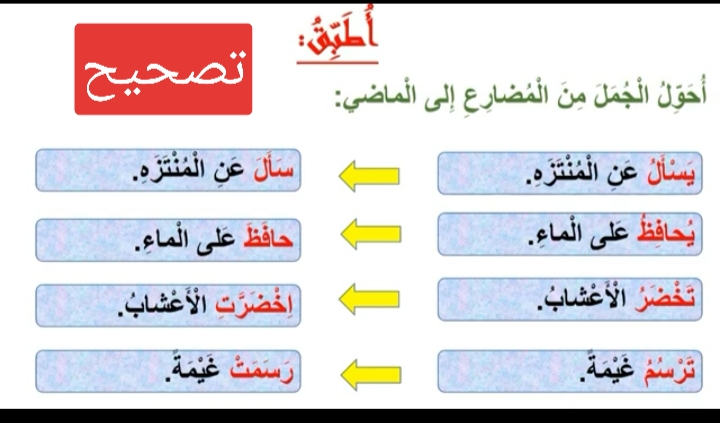 أُطَبِّقُ:
تصحيح
أُحَوِّلُ الْجُمَلَ مِنَ الْمُضارِعِ إِلى الْماضي:
يَسْأَلُ عَنِ الْمُنْتَزَهِ. سَأَلَ عَنِ الْمُنْتَزَهِ.
يُحافِظُ عَلى الْماءِ. حافَظَ عَلى الْماءِ.
تَخْضَرُ الْأَعْشابُ. اِخْضَرَّتِ الْأَعْشابُ.
تَرْسُمُ غَيْمَةً. رَسَمَتْ غَيْمَةً.